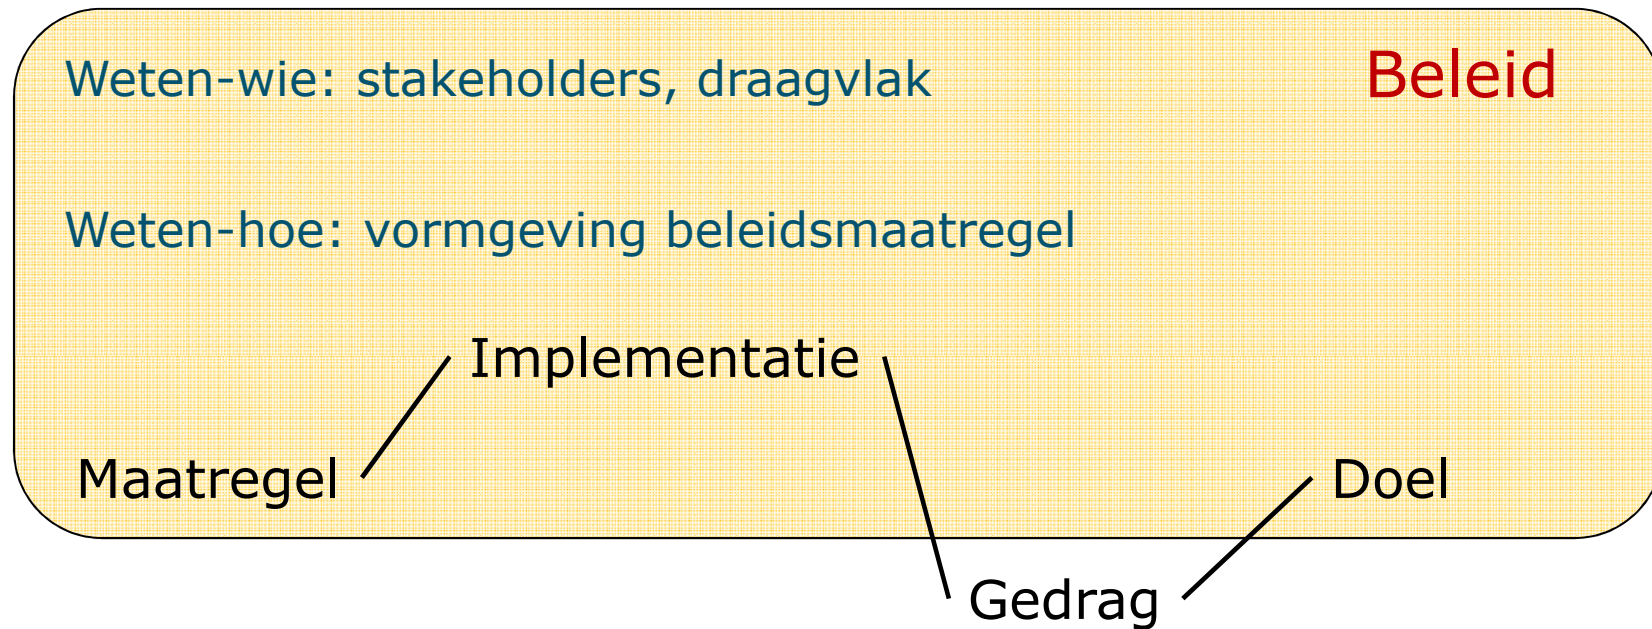 Beleid
Weten-wie: stakeholders, draagvlak
Weten-hoe: vormgeving beleidsmaatregel
Implementatie
Maatregel
Doel
Gedrag